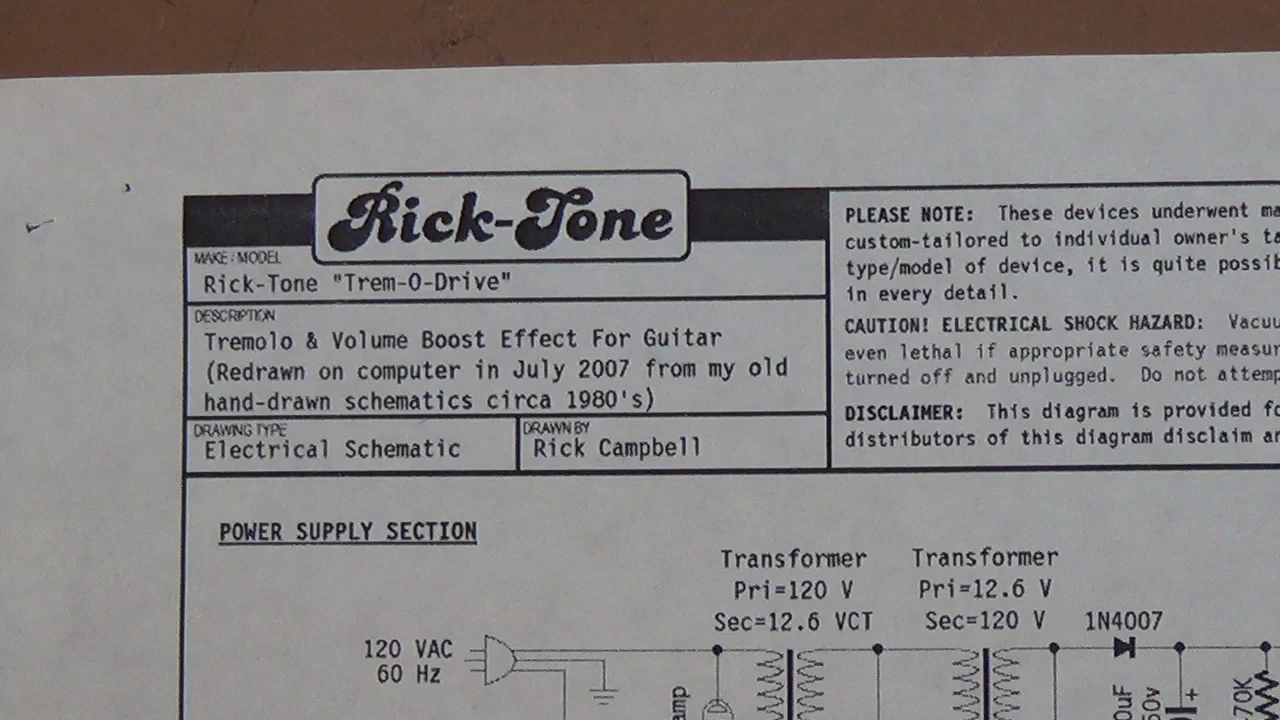 Rick-Tone
MAKE/MODEL
Rick-Tone "Trem-O-Drive"
DESCRIPTION
Tremolo & Volume Boost Effect For Guitar
(Redrawn on computer in July 2007 from my old
hand-drawn schematics circa 1980's)
DRAWING TYPE
Electrical Schematic
DRAWN BY
Rick Campbell
PLEASE NOTE: These devices underwent
custom-tailored to individual owner's
type/model of device, it is quite
in every detail.
CAUTION! ELECTRICAL SHOCK HAZARD:
even lethal if appropriate safety
turned off and unplugged. Do not
DISCLAIMER: This diagram is provided
distributors of this diagram disclaim
POWER SUPPLY SECTION
Transformer
Pri=120 V
Sec=12.6 VCT
Transformer
Pri=12.6 V
Sec=120 V
1N4007
120 VAC
60 Hz
+